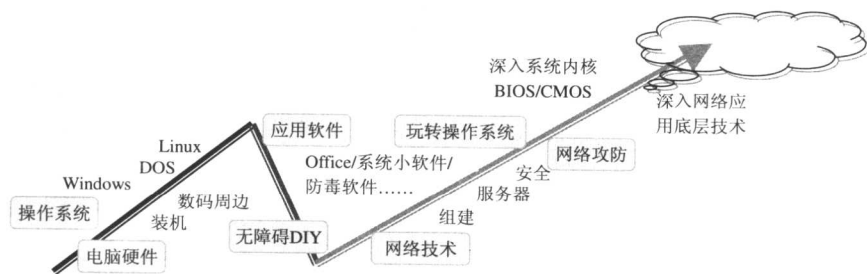 深入系统内核
BIOS/CMOS
深入网络应
用底层技术
应用软件
玩转操作系统
Linux
DOS
Windows
Office/系统小软件/
防毒软件……
网络攻防
安全
服务器
组建
数码周边
装机
操作系统
电脑硬件
无障碍DIY
网络技术